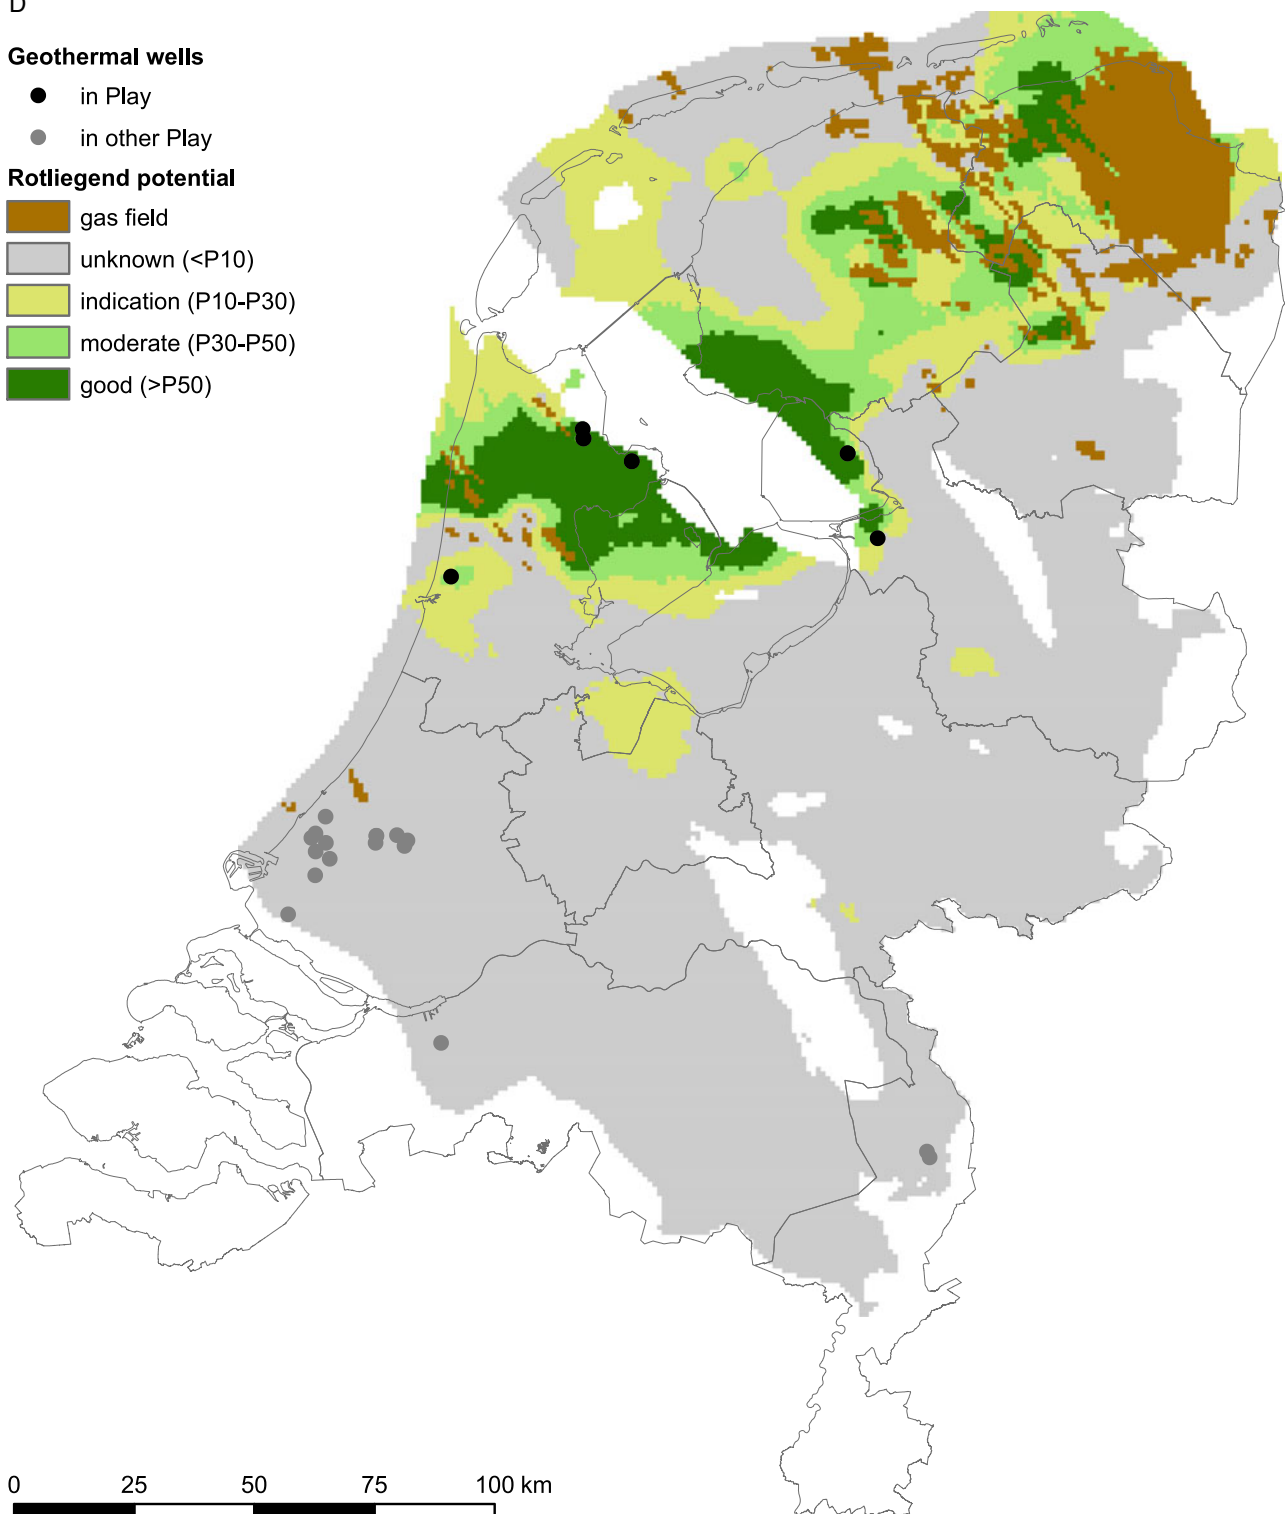 D
Geothermal wells
in Play
in other Play
Rotliegend potential
gas field
unknown (<P10)
indication (P10-P30)
moderate (P30-P50)
good (>P50)
0 25 50 75 100 km